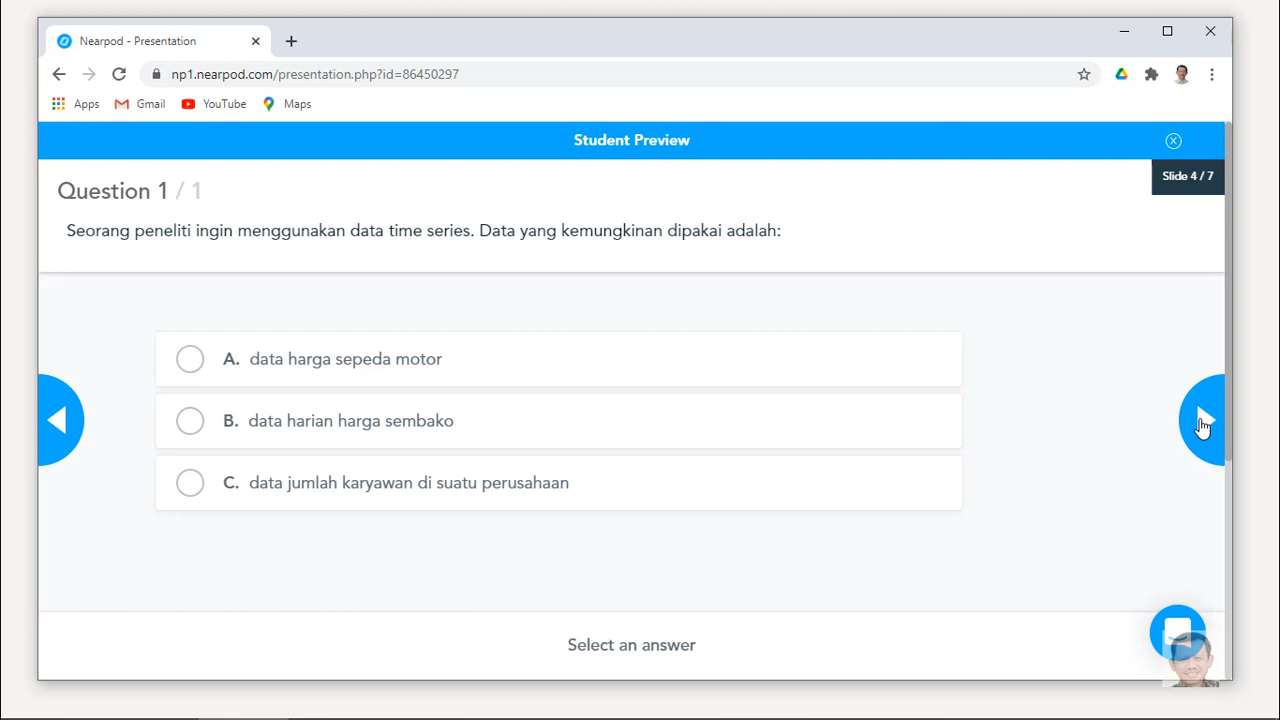 Nearpod - Presentation
np1.nearpod.com/presentation.php?id=86450297
Apps Gmail YouTube Maps
Student Preview
Slide 4 / 7
Question 1 / 1
Seorang peneliti ingin menggunakan data time series. Data yang kemungkinan dipakai adalah:
A. data harga sepeda motor
B. data harian harga sembako
C. data jumlah karyawan di suatu perusahaan
Select an answer